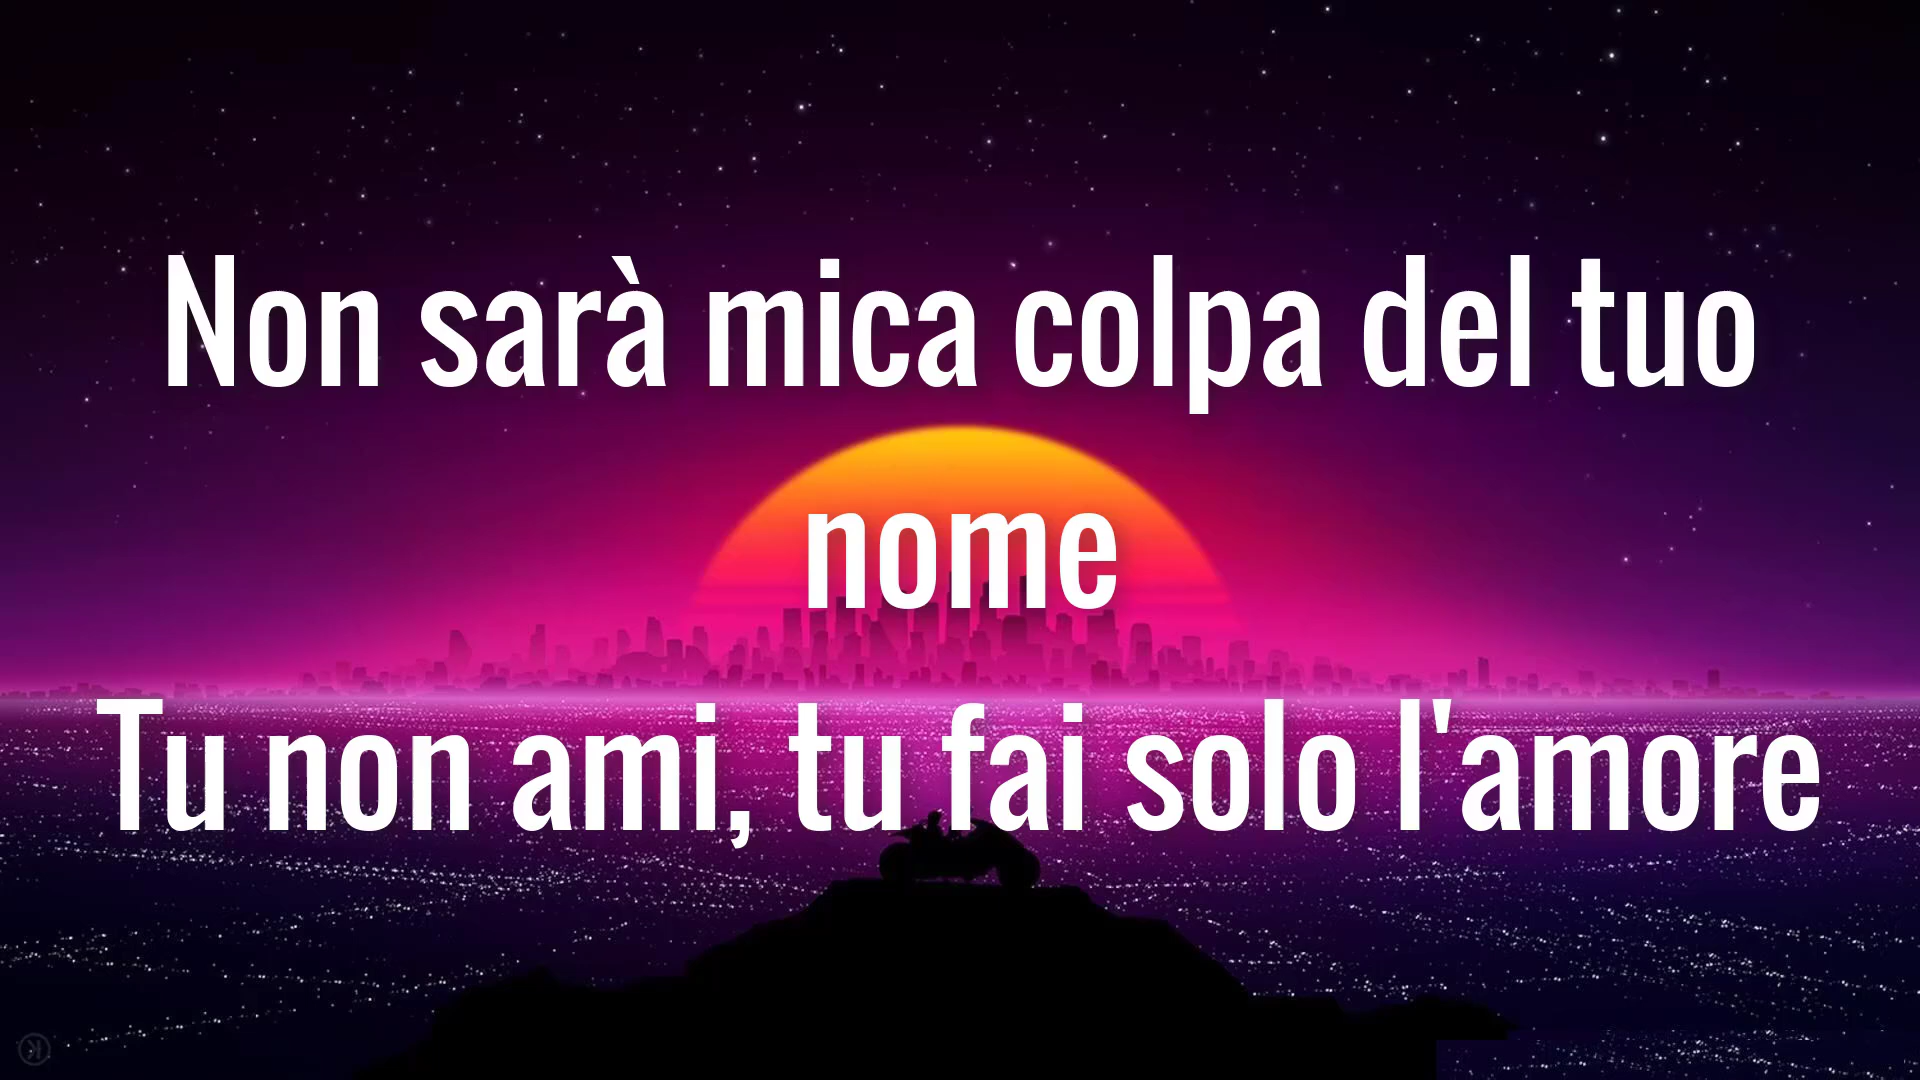 Non sarà mica colpa del tuo
nome
Tu non ami, tu fai solo l'amore